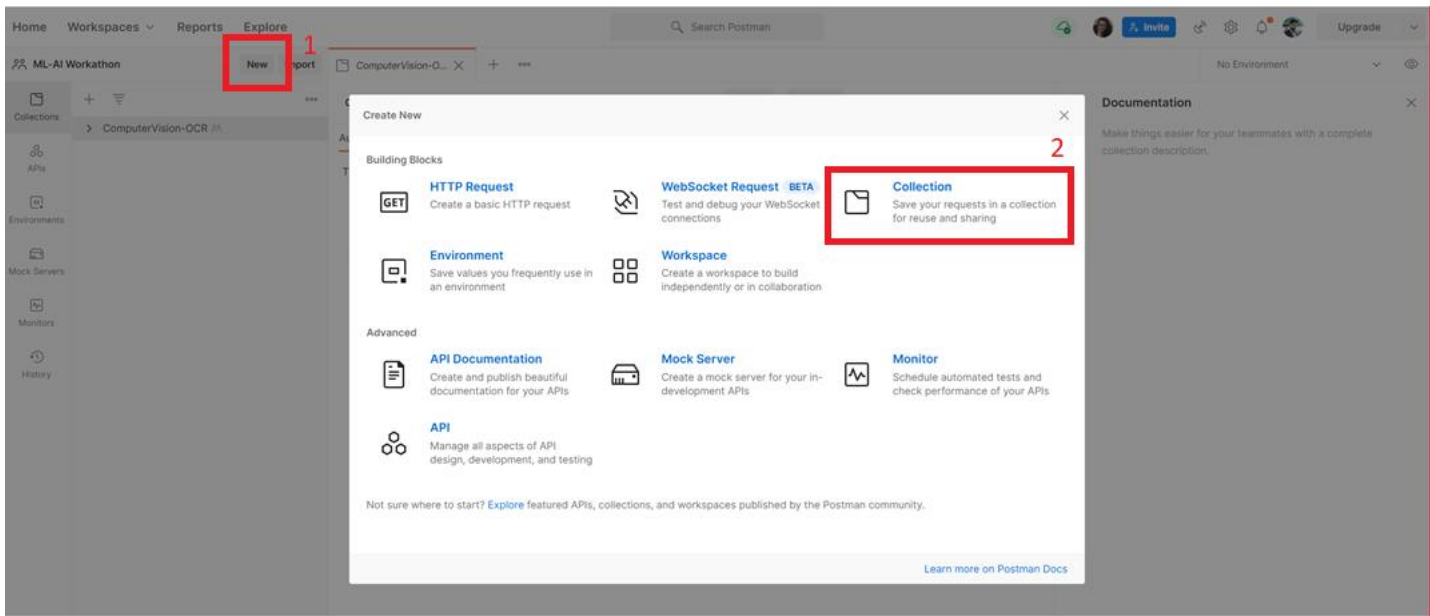 Home Workspaces Reports Explore Search Postman Invite Upgrade
1
ML-AI Workathon New Import ComputerVision-O... No Environment
Collections
ComputerVision-OCR
APIs
Environments
Mock Servers
Monitors
History
Create New
2
Building Blocks
HTTP Request
Create a basic HTTP request
WebSocket Request BETA
Test and debug your WebSocket
connections
Collection
Save your requests in a collection
for reuse and sharing
Environment
Save values you frequently use in
an environment
Workspace
Create a workspace to build
independently or in collaboration
Advanced
API Documentation
Create and publish beautiful
documentation for your APIs
Mock Server
Create a mock server for your in-
development APIs
Monitor
Schedule automated tests and
check performance of your APIs
API
Manage all aspects of API
design, development, and testing
GET
Not sure where to start? Explore featured APIs, collections, and workspaces published by the Postman community.
Learn more on Postman Docs
Documentation
Make things easier for your teammates with a complete
collection description.